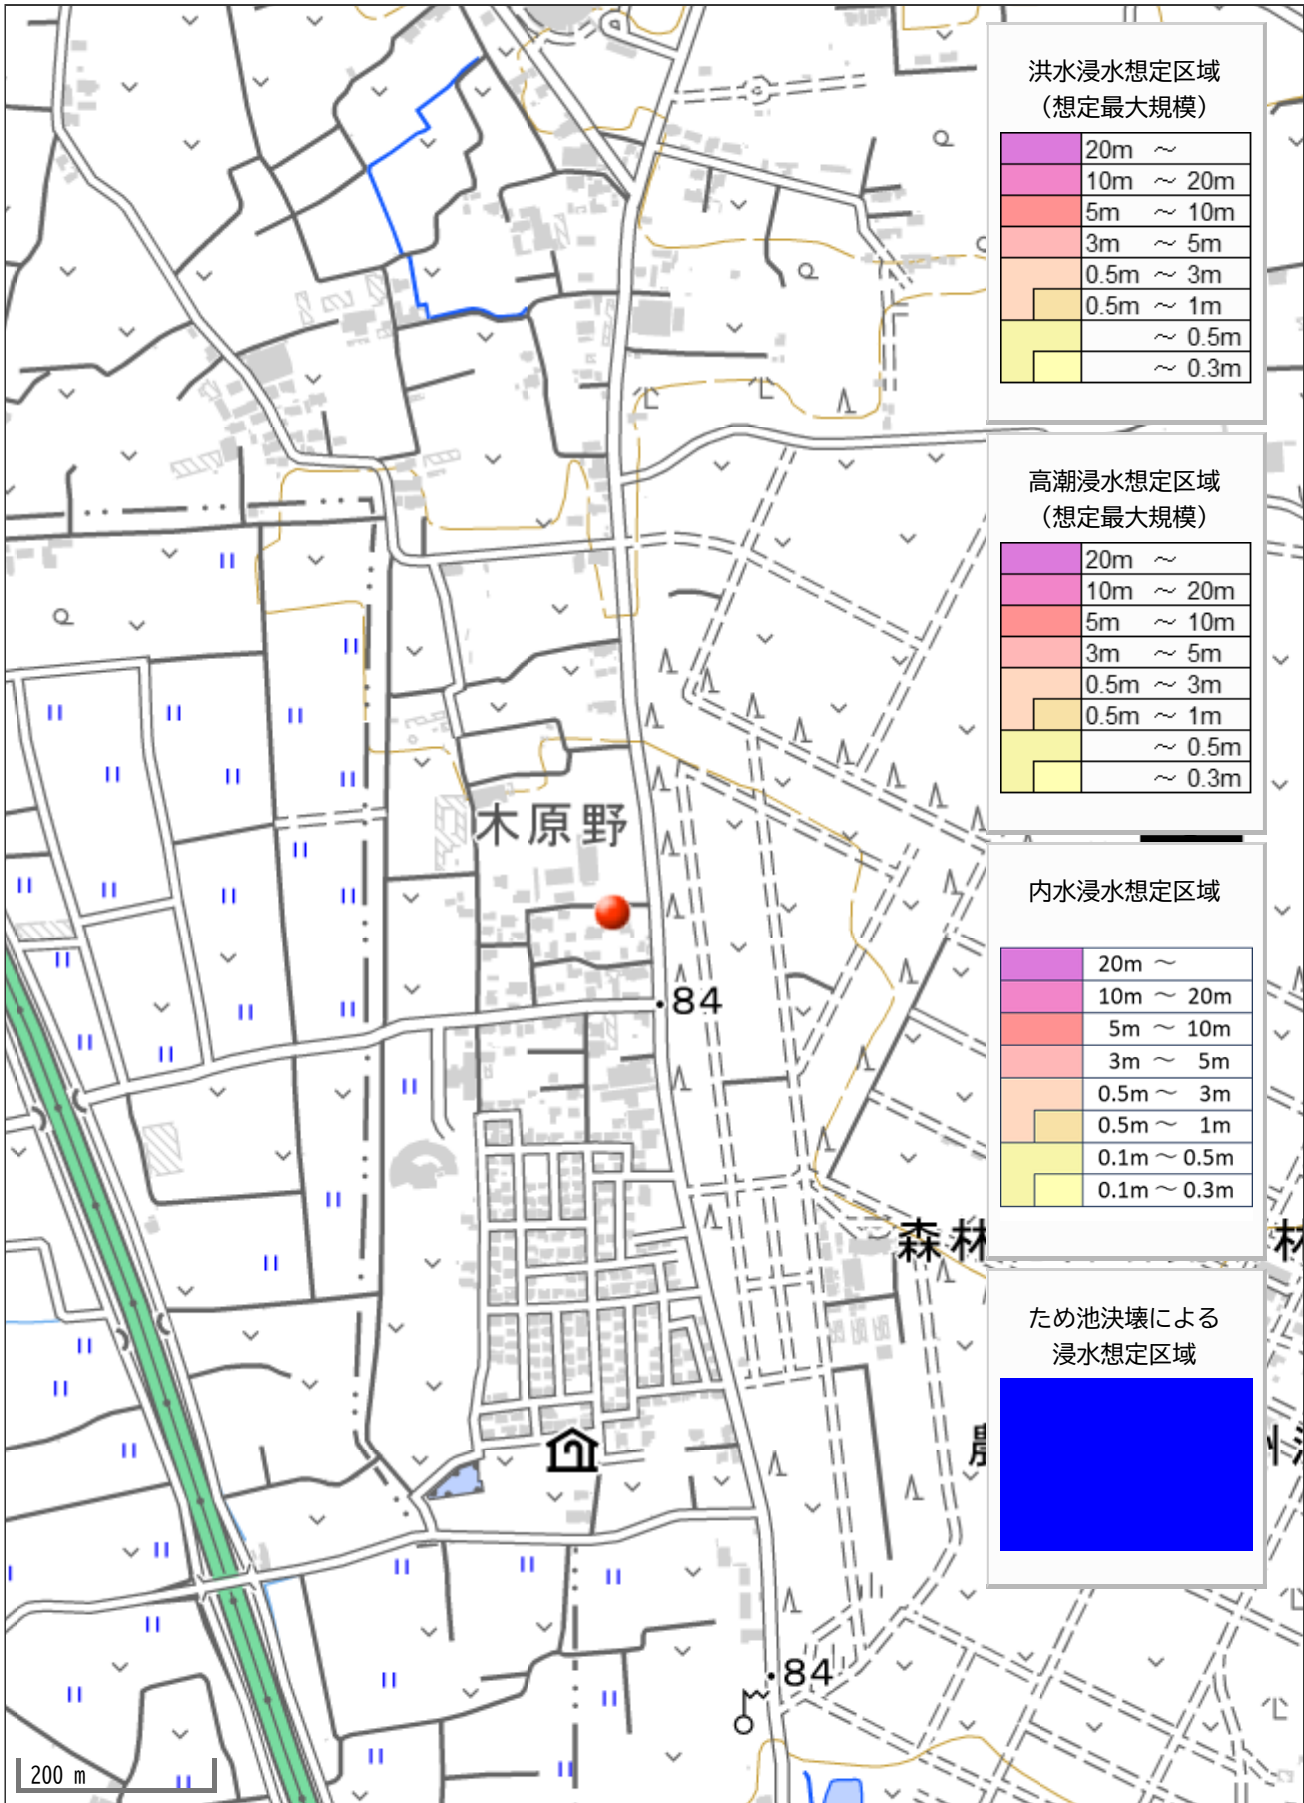 洪水浸水想定区域
（想定最大規模）
20m ～
10m ～ 20m
5m ～ 10m
3m ～ 5m
0.5m ～ 3m
0.5m ～ 1m
～ 0.5m
～ 0.3m
高潮浸水想定区域
（想定最大規模）
20m ～
10m ～ 20m
5m ～ 10m
3m ～ 5m
0.5m ～ 3m
0.5m ～ 1m
～ 0.5m
～ 0.3m
木原野
内水浸水想定区域
20m ～
10m ～ 20m
5m ～ 10m
3m ～ 5m
0.5m ～ 3m
0.5m ～ 1m
0.1m ～ 0.5m
0.1m ～ 0.3m
84
森林
林
ため池決壊による
浸水想定区域
84
200 m